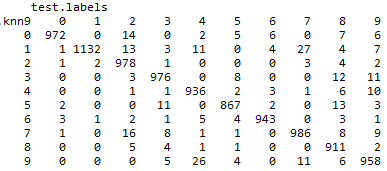 test.labels
.knn9 0 1 2 3 4 5 6 7 8 9
0 972 0 14 0 2 5 6 0 7 6
1 1 1132 13 3 11 0 4 27 4 7
2 1 2 978 1 0 0 0 3 4 2
3 0 0 3 976 0 8 0 0 12 11
4 0 0 1 1 936 2 3 1 6 10
5 2 0 0 11 0 867 2 0 13 3
6 3 1 2 1 5 4 943 0 3 1
7 1 0 16 8 1 1 0 986 8 9
8 0 0 5 4 1 1 0 0 911 2
9 0 0 0 5 26 4 0 11 6 958